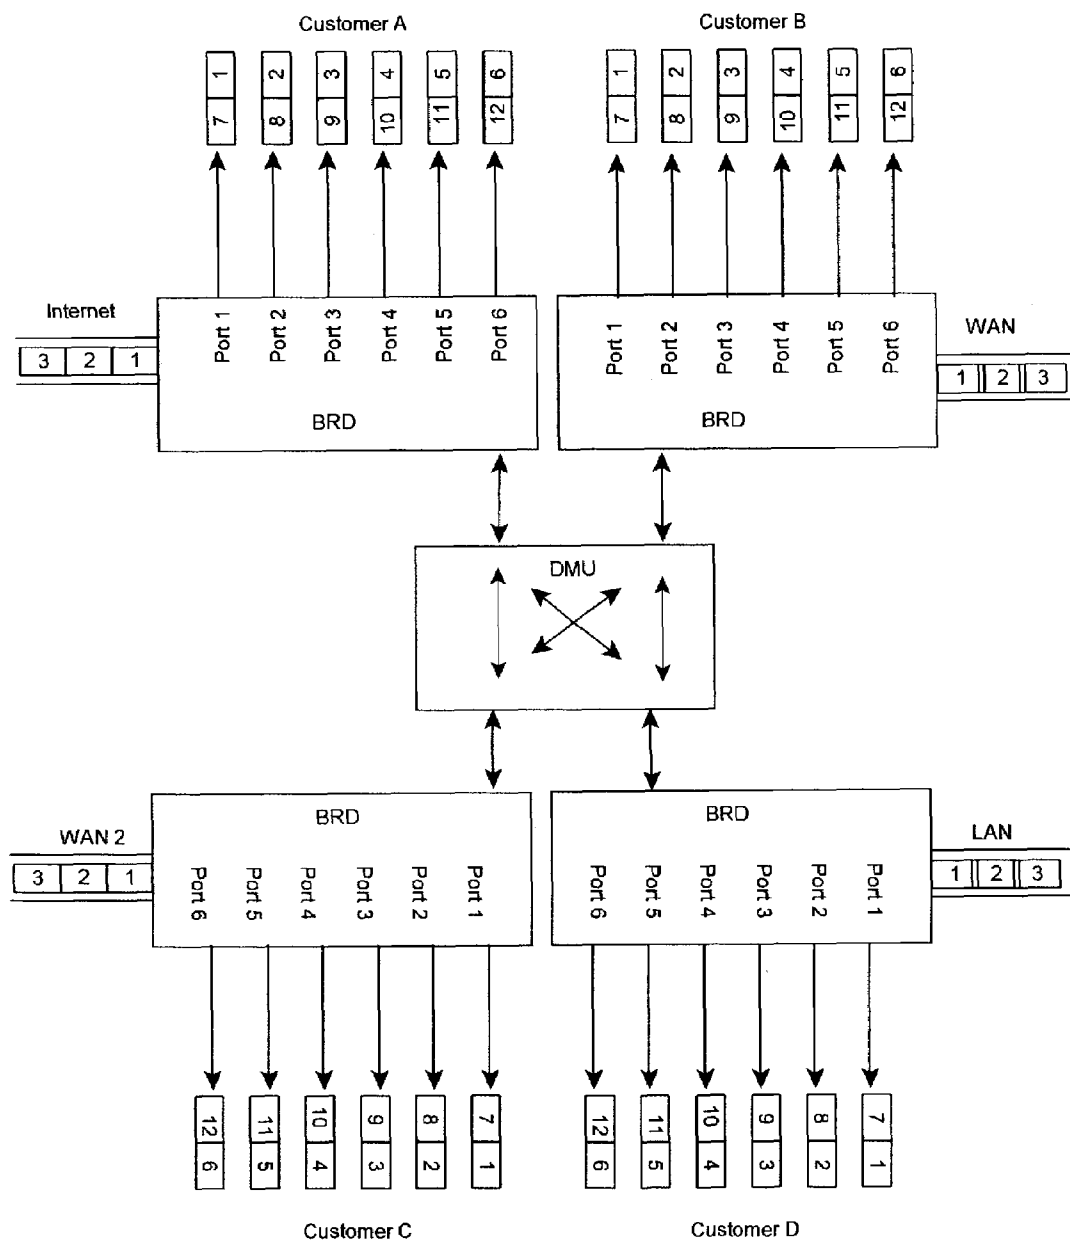 Customer A
Customer B
1 2 3 4 5 6
7 8 9 10 11 12
1 2 3 4 5 6
7 8 9 10 11 12
Internet
3 2 1
Port 1 Port 2 Port 3 Port 4 Port 5 Port 6
BRD
Port 1 Port 2 Port 3 Port 4 Port 5 Port 6
BRD
WAN
1 2 3
DMU
WAN 2
3 2 1
BRD
Port 6 Port 5 Port 4 Port 3 Port 2 Port 1
BRD
Port 6 Port 5 Port 4 Port 3 Port 2 Port 1
LAN
1 2 3
12 11 10 9 8 7
6 5 4 3 2 1
12 11 10 9 8 7
6 5 4 3 2 1
Customer C
Customer D